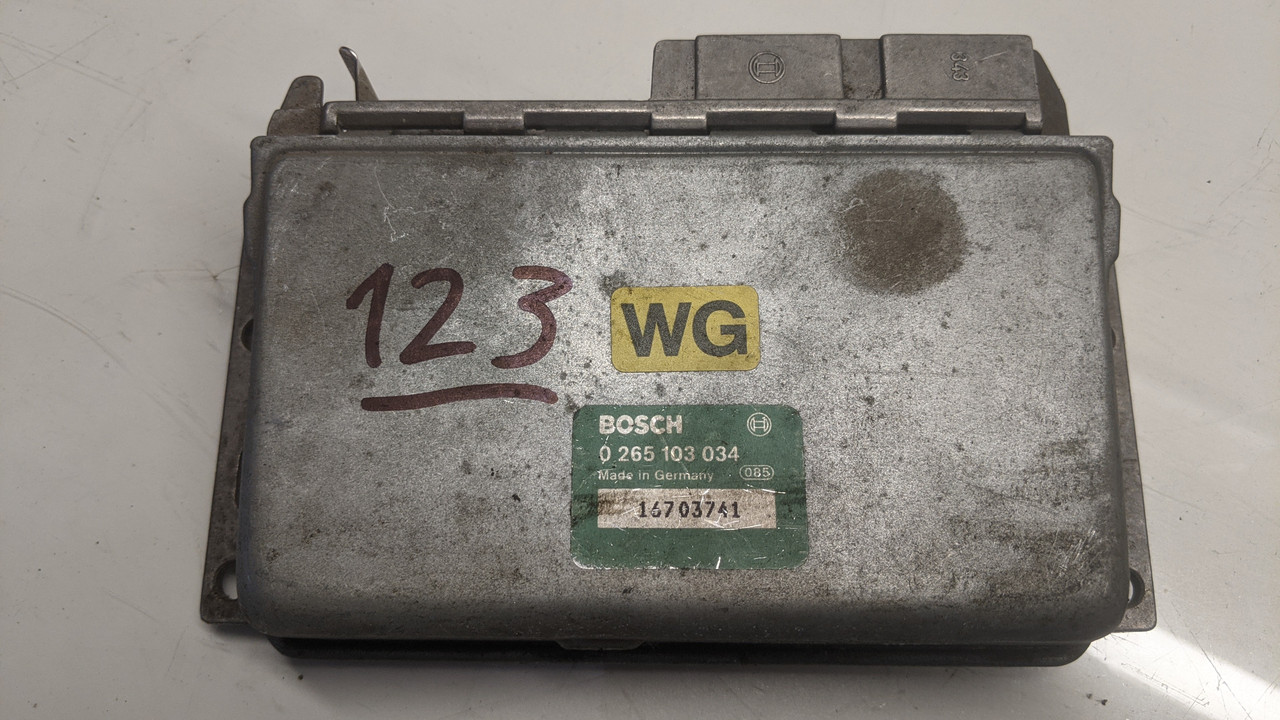 343
123
WG
BOSCH
0 265 103 034
Made in Germany 085
16703741